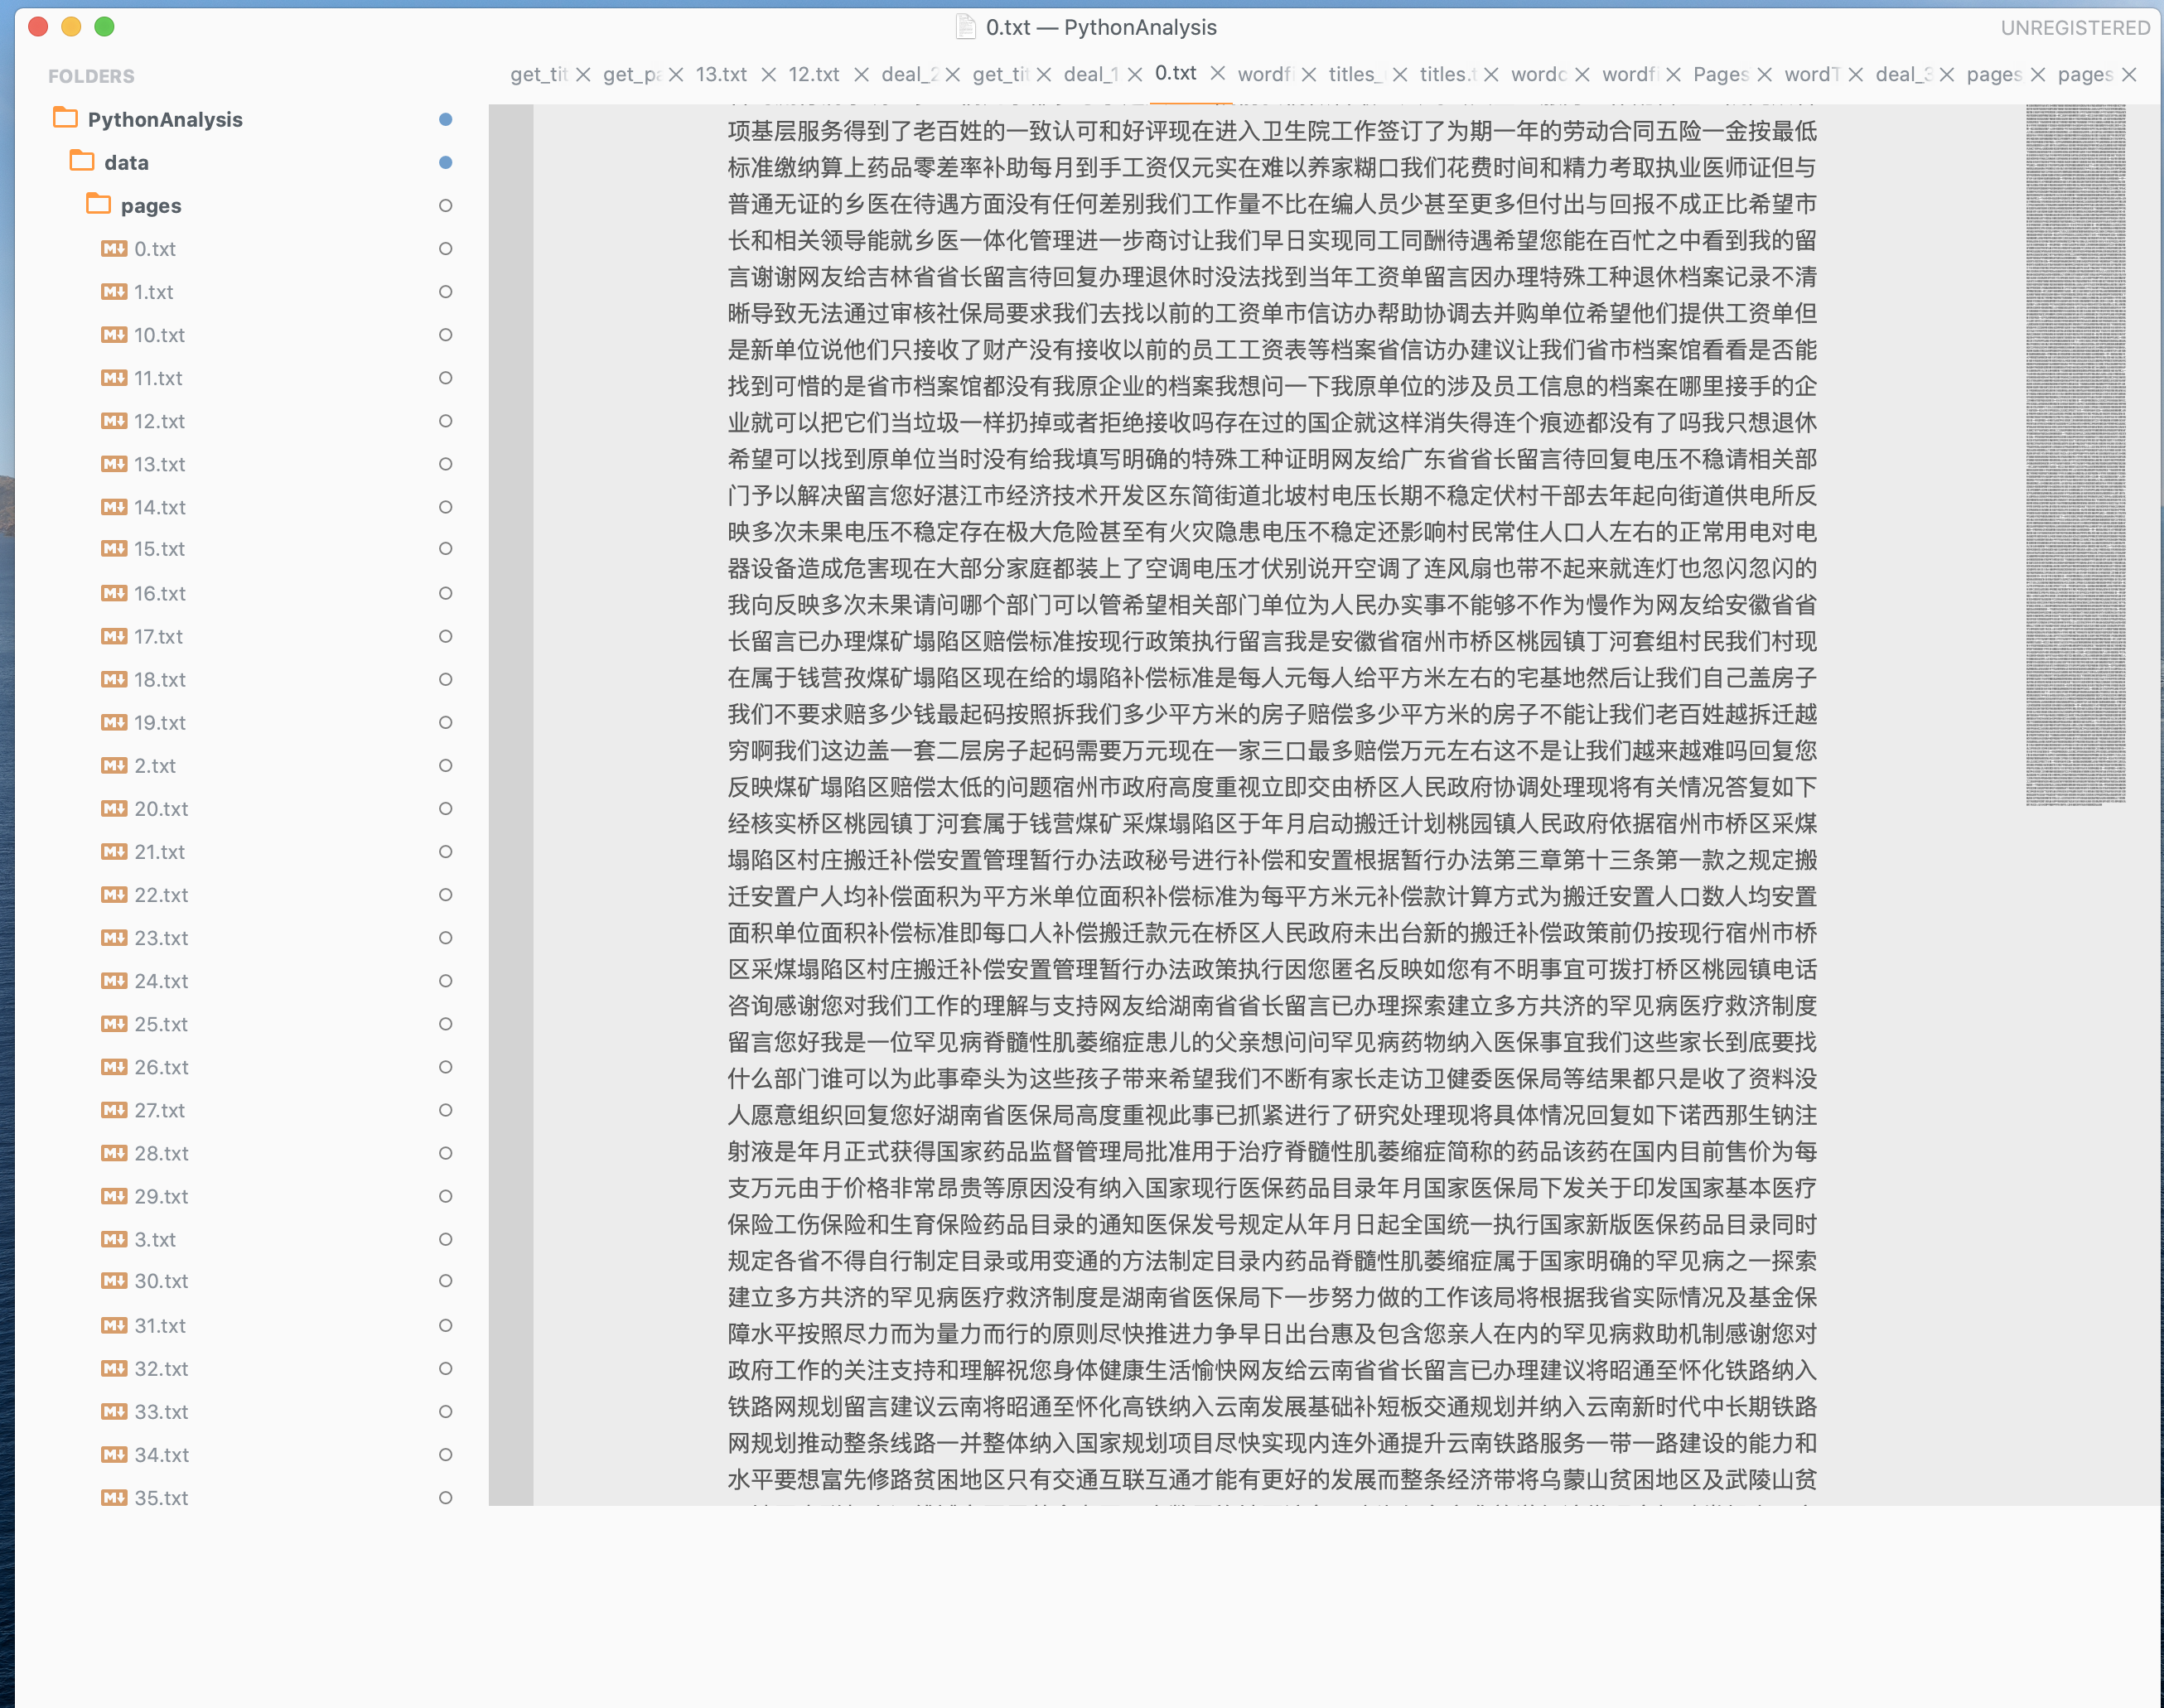 0.txt — PythonAnalysis
UNREGISTERED
FOLDERS
get_tit
get_pa
13.txt
12.txt
deal_2
get_tit
deal_1
0.txt
wordfi
titles_
titles.t
wordc
wordfi
Pages
wordT
deal_3
pages
pages
PythonAnalysis
data
pages
0.txt
1.txt
10.txt
11.txt
12.txt
13.txt
14.txt
15.txt
16.txt
17.txt
18.txt
19.txt
2.txt
20.txt
21.txt
22.txt
23.txt
24.txt
25.txt
26.txt
27.txt
28.txt
29.txt
3.txt
30.txt
31.txt
32.txt
33.txt
34.txt
35.txt
项基层服务得到了老百姓的一致认可和好评现在进入卫生院工作签订了为期一年的劳动合同五险一金按最低
标准缴纳算上药品零差率补助每月到手工资仅元实在难以养家糊口我们花费时间和精力考取执业医师证但与
普通无证的乡医在待遇方面没有任何差别我们工作量不比在编人员少甚至更多但付出与回报不成正比希望市
长和相关领导能就乡医一体化管理进一步商讨让我们早日实现同工同酬待遇希望您能在百忙之中看到我的留
言谢谢网友给吉林省省长留言待回复办理退休时没法找到当年工资单留言因办理特殊工种退休档案记录不清
晰导致无法通过审核社保局要求我们去找以前的工资单市信访办帮助协调去并购单位希望他们提供工资单但
是新单位说他们只接收了财产没有接收以前的员工工资表等档案省信访办建议让我们省市档案馆看看是否能
找到可惜的是省市档案馆都没有我原企业的档案我想问一下我原单位的涉及员工信息的档案在哪里接手的企
业就可以把它们当垃圾一样扔掉或者拒绝接收吗存在过的国企就这样消失得连个痕迹都没有了吗我只想退休
希望可以找到原单位当时没有给我填写明确的特殊工种证明网友给广东省省长留言待回复电压不稳请相关部
门予以解决留言您好湛江市经济技术开发区东简街道北坡村电压长期不稳定伏村干部去年起向街道供电所反
映多次未果电压不稳定存在极大危险甚至有火灾隐患电压不稳定还影响村民常住人口人左右的正常用电对电
器设备造成危害现在大部分家庭都装上了空调电压才伏别说开空调了连风扇也带不起来就连灯也忽闪忽闪的
我向反映多次未果请问哪个部门可以管希望相关部门单位为人民办实事不能够不作为慢作为网友给安徽省省
长留言已办理煤矿塌陷区赔偿标准按现行政策执行留言我是安徽省宿州市桥区桃园镇丁河套组村民我们村现
在属于钱营孜煤矿塌陷区现在给的塌陷补偿标准是每人元每人给平方米左右的宅基地然后让我们自己盖房子
我们不要求赔多少钱最起码按照拆我们多少平方米的房子赔偿多少平方米的房子不能让我们老百姓越拆迁越
穷啊我们这边盖一套二层房子起码需要万元现在一家三口最多赔偿万元左右这不是让我们越来越难吗回复您
反映煤矿塌陷区赔偿太低的问题宿州市政府高度重视立即交由桥区人民政府协调处理现将有关情况答复如下
经核实桥区桃园镇丁河套属于钱营煤矿采煤塌陷区于年月启动搬迁计划桃园镇人民政府依据宿州市桥区采煤
塌陷区村庄搬迁补偿安置管理暂行办法政秘号进行补偿和安置根据暂行办法第三章第十三条第一款之规定搬
迁安置户人均补偿面积为平方米单位面积补偿标准为每平方米元补偿款计算方式为搬迁安置人口数人均安置
面积单位面积补偿标准即每口人补偿搬迁款元在桥区人民政府未出台新的搬迁补偿政策前仍按现行宿州市桥
区采煤塌陷区村庄搬迁补偿安置管理暂行办法政策执行因您匿名反映如您有不明事宜可拨打桥区桃园镇电话
咨询感谢您对我们工作的理解与支持网友给湖南省省长留言已办理探索建立多方共济的罕见病医疗救济制度
留言您好我是一位罕见病脊髓性肌萎缩症患儿的父亲想问问罕见病药物纳入医保事宜我们这些家长到底要找
什么部门谁可以为此事牵头为这些孩子带来希望我们不断有家长走访卫健委医保局等结果都只是收了资料没
人愿意组织回复您好湖南省医保局高度重视此事已抓紧进行了研究处理现将具体情况回复如下诺西那生钠注
射液是年月正式获得国家药品监督管理局批准用于治疗脊髓性肌萎缩症简称的药品该药在国内目前售价为每
支万元由于价格非常昂贵等原因没有纳入国家现行医保药品目录年月国家医保局下发关于印发国家基本医疗
保险工伤保险和生育保险药品目录的通知医保发号规定从年月日起全国统一执行国家新版医保药品目录同时
规定各省不得自行制定目录或用变通的方法制定目录内药品脊髓性肌萎缩症属于国家明确的罕见病之一探索
建立多方共济的罕见病医疗救济制度是湖南省医保局下一步努力做的工作该局将根据我省实际情况及基金保
障水平按照尽力而为量力而行的原则尽快推进力争早日出台惠及包含您亲人在内的罕见病救助机制感谢您对
政府工作的关注支持和理解祝您身体健康生活愉快网友给云南省省长留言已办理建议将昭通至怀化铁路纳入
铁路网规划留言建议云南将昭通至怀化高铁纳入云南发展基础补短板交通规划并纳入云南新时代中长期铁路
网规划推动整条线路一并整体纳入国家规划项目尽快实现内连外通提升云南铁路服务一带一路建设的能力和
水平要想富先修路贫困地区只有交通互联互通才能有更好的发展而整条经济带将乌蒙山贫困地区及武陵山贫